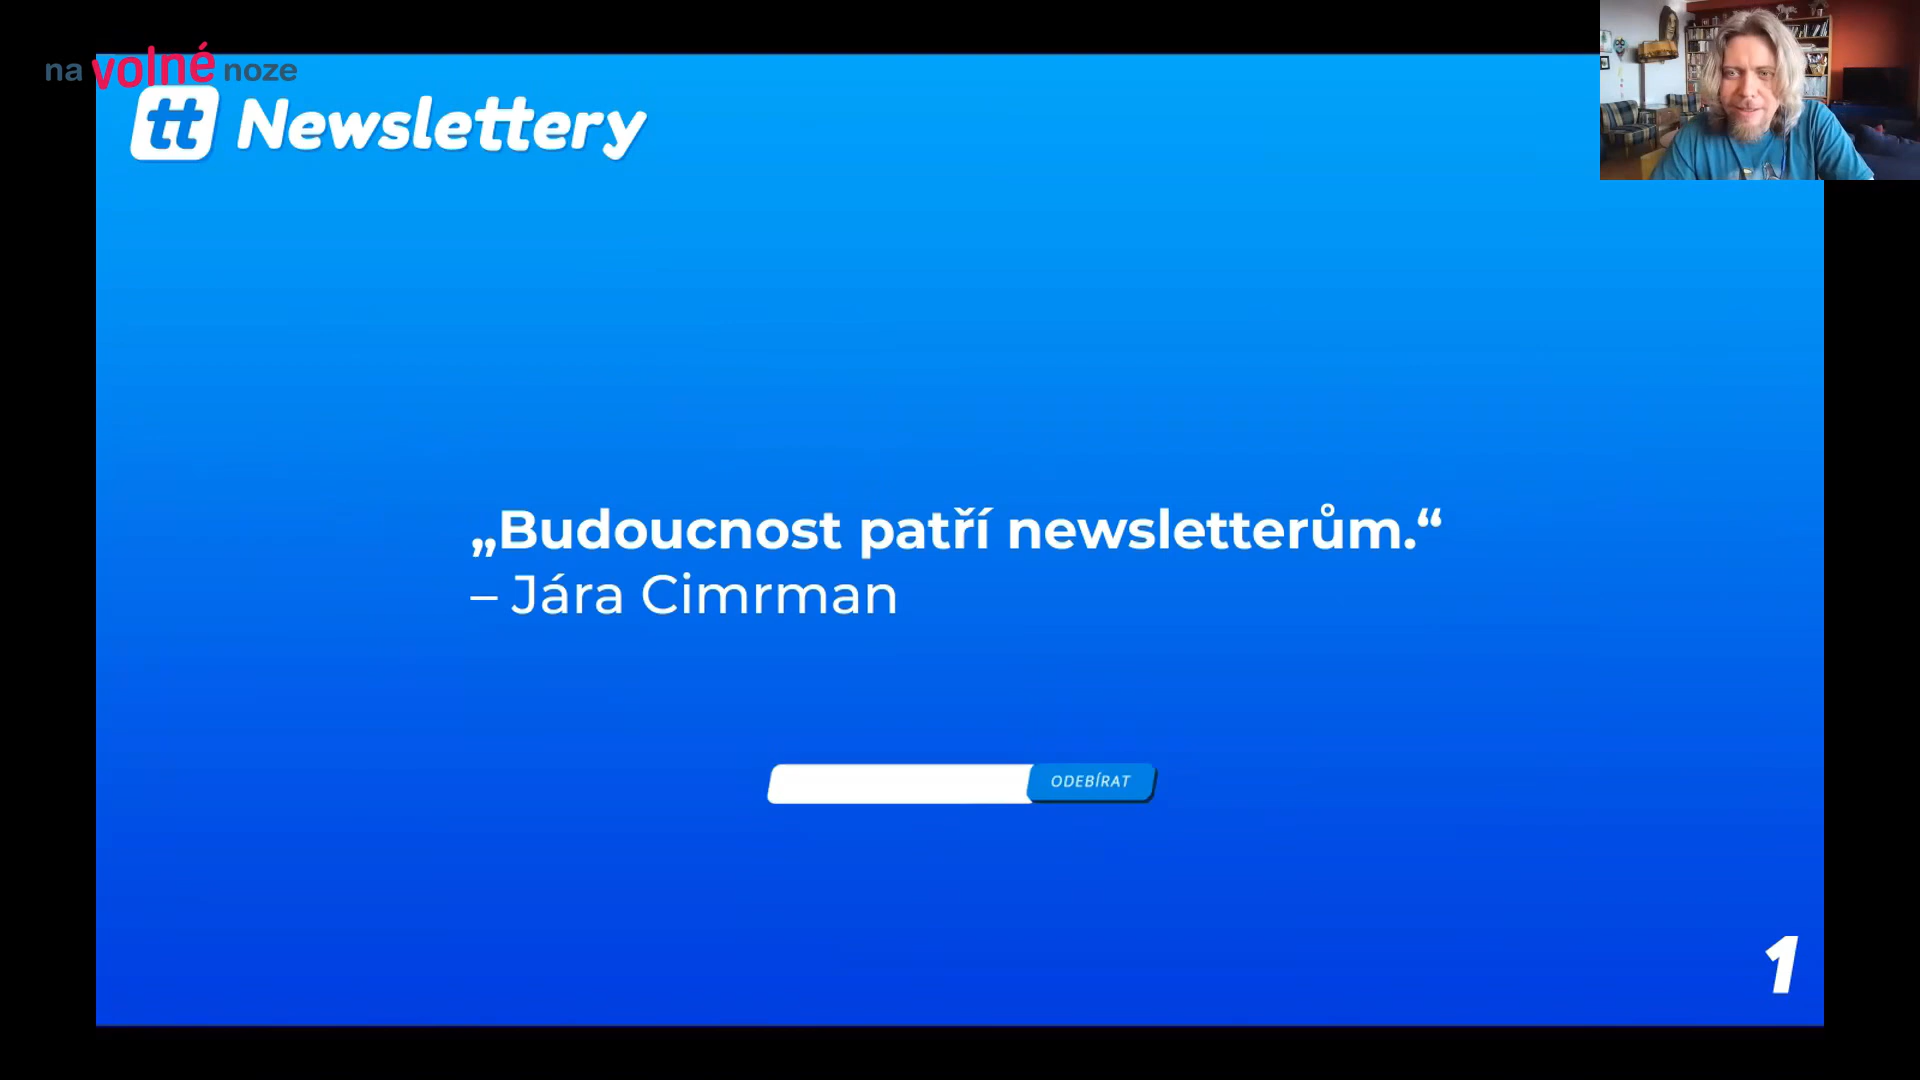 na volné noze
tt Newslettery
„Budoucnost patří newsletterům.“
– Jára Cimrman
ODEBÍRAT
1